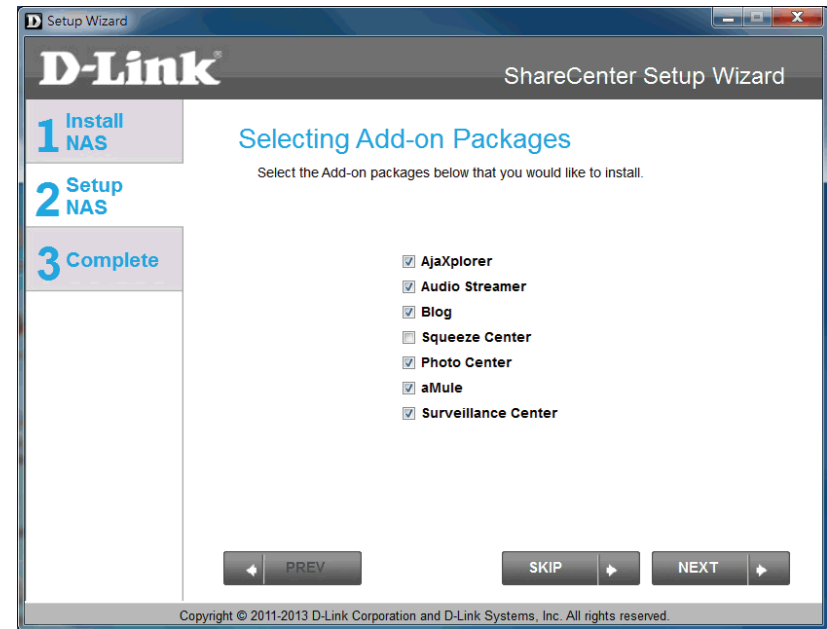 Setup Wizard
D-Link®
ShareCenter Setup Wizard
1 Install NAS
2 Setup NAS
3 Complete
Selecting Add-on Packages
Select the Add-on packages below that you would like to install.
AjaXplorer
Audio Streamer
Blog
Squeeze Center
Photo Center
aMule
Surveillance Center
PREV
SKIP
NEXT
Copyright © 2011-2013 D-Link Corporation and D-Link Systems, Inc. All rights reserved.